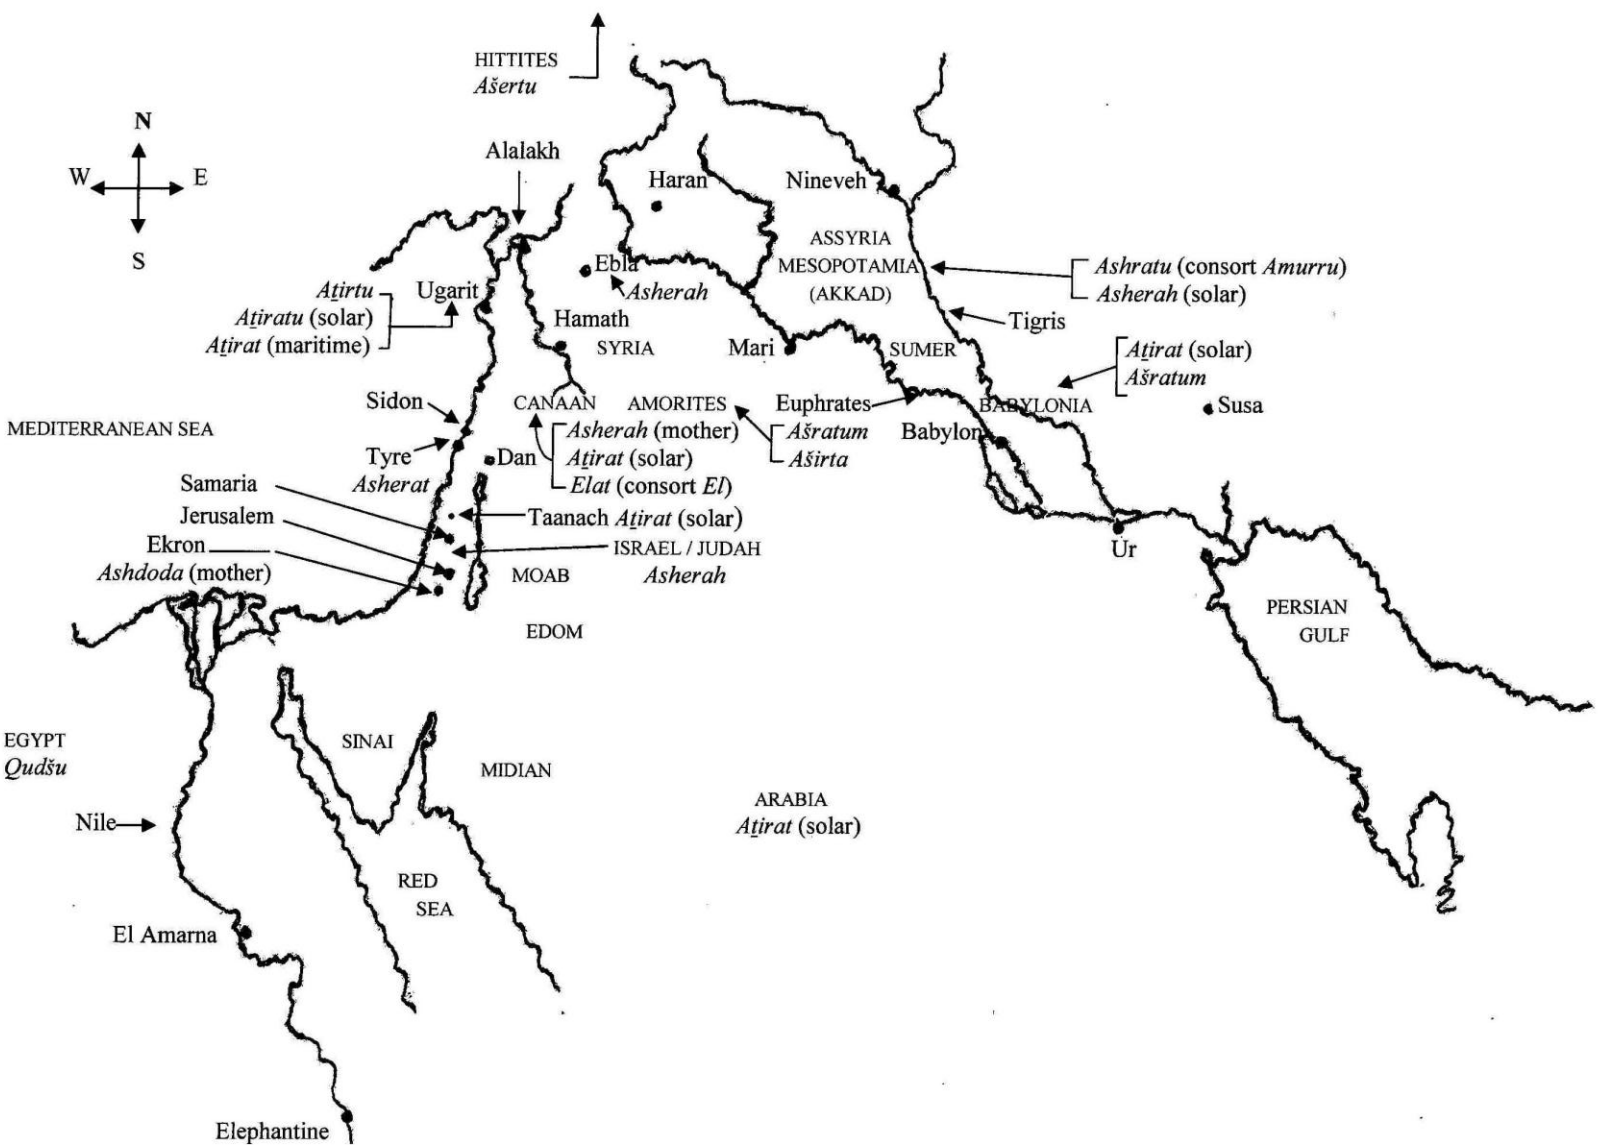 HITTITES
Ašertu
N
W E
S
Alalakh
Haran
Nineveh
ASSYRIA
MESOPOTAMIA
(AKKAD)
Ashratu (consort Amurru)
Asherah (solar)
Ebla
Asherah
Aṯirtu
Aṯiratu (solar)
Aṯirat (maritime)
Ugarit
Hamath
SYRIA
Mari
SUMER
Tigris
Aṯirat (solar)
Ašratum
Susa
BABYLONIA
Euphrates
Babylon
MEDITERRANEAN SEA
Sidon
Tyre
Asherat
CANAAN
Asherah (mother)
Aṯirat (solar)
Elat (consort El)
AMORITES
Ašratum
Aširta
Dan
Samaria
Jerusalem
Ekron
Ashdoda (mother)
Taanach Aṯirat (solar)
ISRAEL / JUDAH
Asherah
MOAB
EDOM
Ur
PERSIAN
GULF
EGYPT
Qudšu
SINAI
MIDIAN
Nile
ARABIA
Aṯirat (solar)
RED
SEA
El Amarna
Elephantine